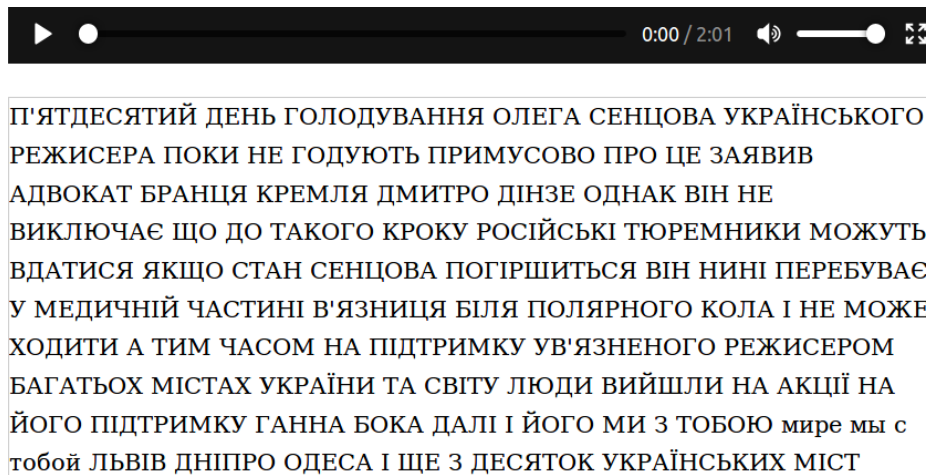 0:00 / 2:01
П'ЯТДЕСЯТИЙ ДЕНЬ ГОЛОДУВАННЯ ОЛЕГА СЕНЦОВА УКРАЇНСЬКОГО
РЕЖИСЕРА ПОКИ НЕ ГОДУЮТЬ ПРИМУСОВО ПРО ЦЕ ЗАЯВИВ
АДВОКАТ БРАНЦЯ КРЕМЛЯ ДМИТРО ДІНЗЕ ОДНАК ВІН НЕ
ВИКЛЮЧАЄ ЩО ДО ТАКОГО КРОКУ РОСІЙСЬКІ ТЮРЕМНИКИ МОЖУТЬ
ВДАТИСЯ ЯКЩО СТАН СЕНЦОВА ПОГІРШИТЬСЯ ВІН НИНІ ПЕРЕБУВАЄ
У МЕДИЧНІЙ ЧАСТИНІ В'ЯЗНИЦЯ БІЛЯ ПОЛЯРНОГО КОЛА І НЕ МОЖЕ
ХОДИТИ А ТИМ ЧАСОМ НА ПІДТРИМКУ УВ'ЯЗНЕНОГО РЕЖИСЕРОМ
БАГАТЬОХ МІСТАХ УКРАЇНИ ТА СВІТУ ЛЮДИ ВИЙШЛИ НА АКЦІЇ НА
ЙОГО ПІДТРИМКУ ГАННА БОКА ДАЛІ І ЙОГО МИ З ТОБОЮ мире мы с
тобой ЛЬВІВ ДНІПРО ОДЕСА І ЩЕ З ДЕСЯТОК УКРАЇНСЬКИХ МІСТ